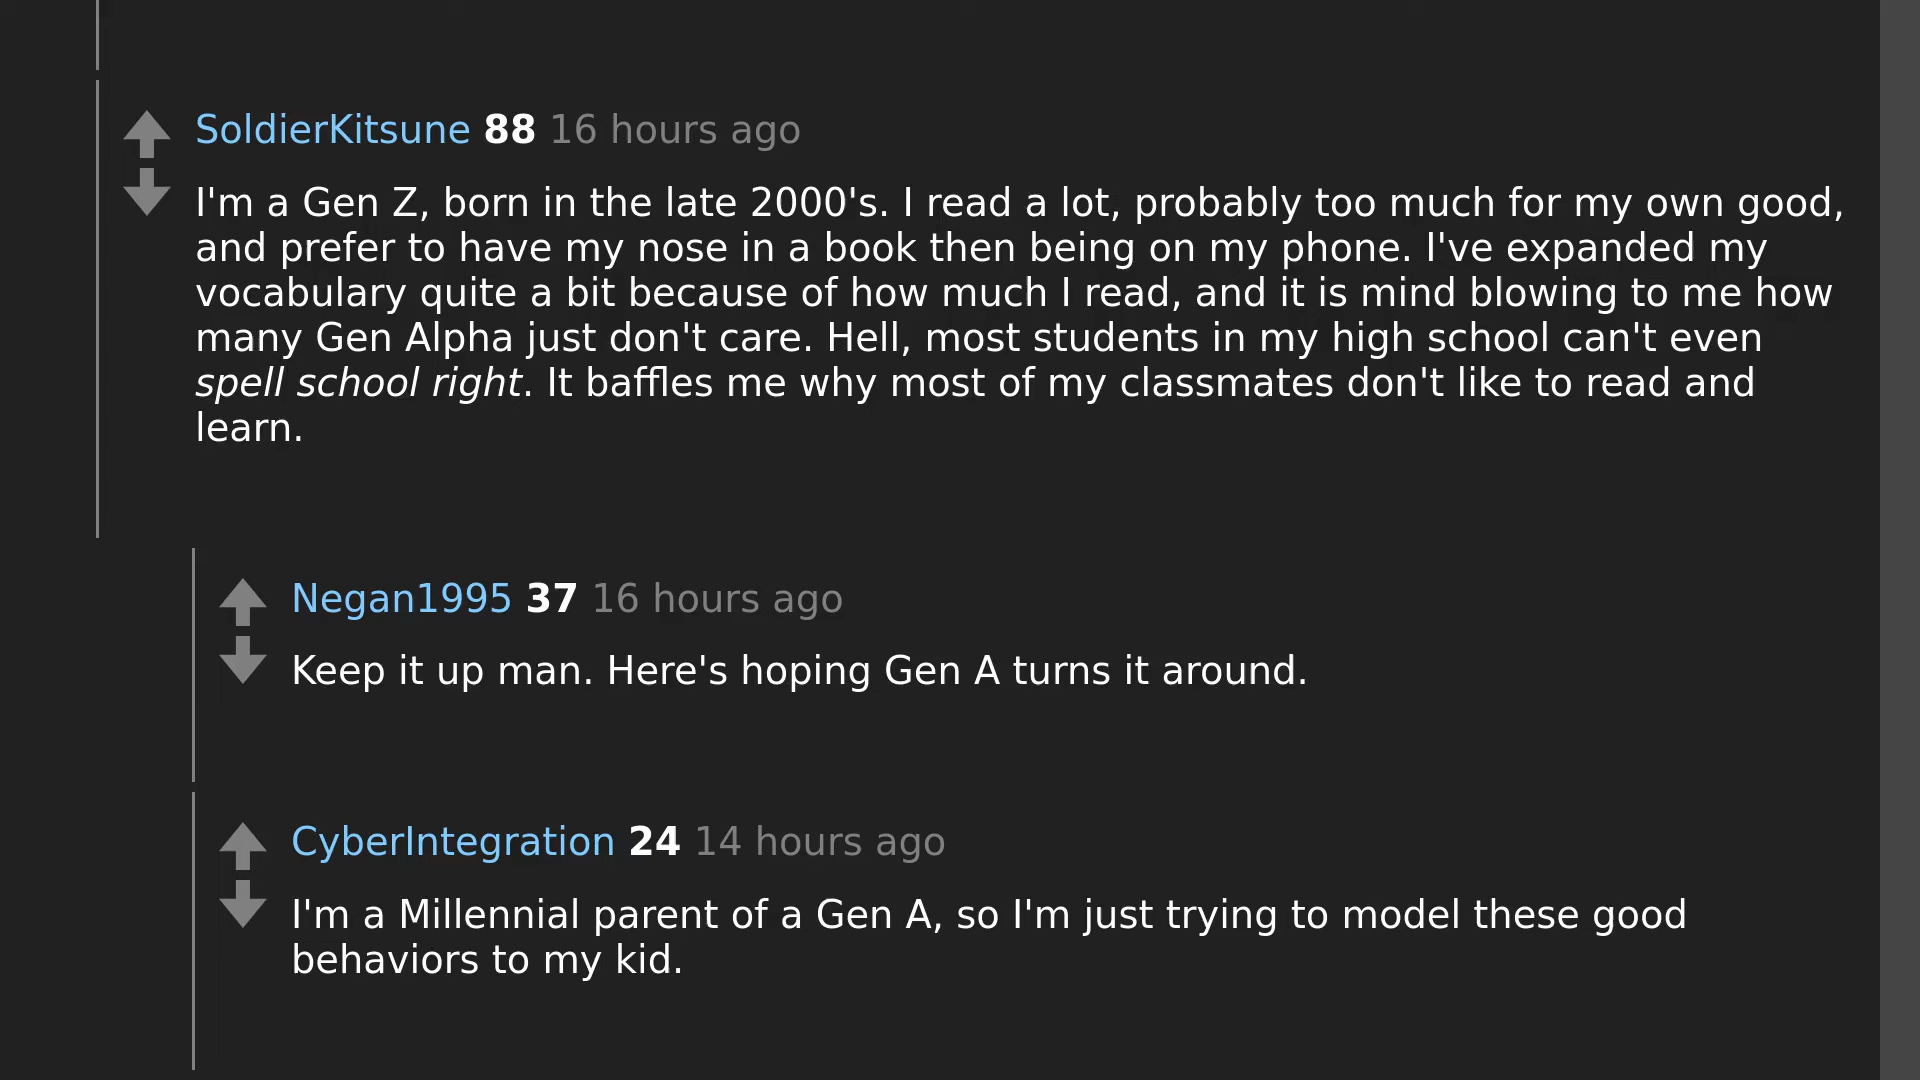 SoldierKitsune 88 16 hours ago
I'm a Gen Z, born in the late 2000's. I read a lot, probably too much for my own good,
and prefer to have my nose in a book then being on my phone. I've expanded my
vocabulary quite a bit because of how much I read, and it is mind blowing to me how
many Gen Alpha just don't care. Hell, most students in my high school can't even
spell school right. It baffles me why most of my classmates don't like to read and
learn.
Negan1995 37 16 hours ago
Keep it up man. Here's hoping Gen A turns it around.
CyberIntegration 24 14 hours ago
I'm a Millennial parent of a Gen A, so I'm just trying to model these good
behaviors to my kid.